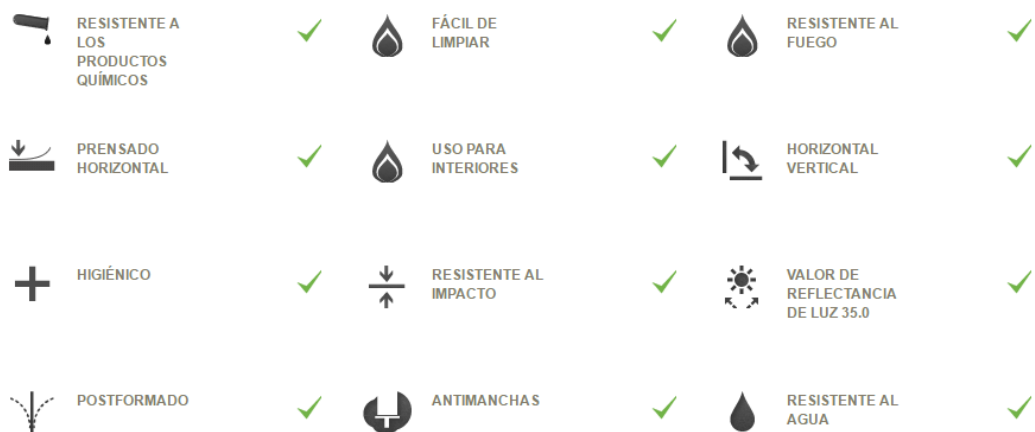 RESISTENTE A
LOS
PRODUCTOS
QUÍMICOS
FÁCIL DE
LIMPIAR
RESISTENTE AL
FUEGO
PRENSADO
HORIZONTAL
USO PARA
INTERIORES
HORIZONTAL
VERTICAL
HIGIÉNICO
RESISTENTE AL
IMPACTO
VALOR DE
REFLECTANCIA
DE LUZ 35.0
POSTFORMADO
ANTIMANCHAS
RESISTENTE AL
AGUA